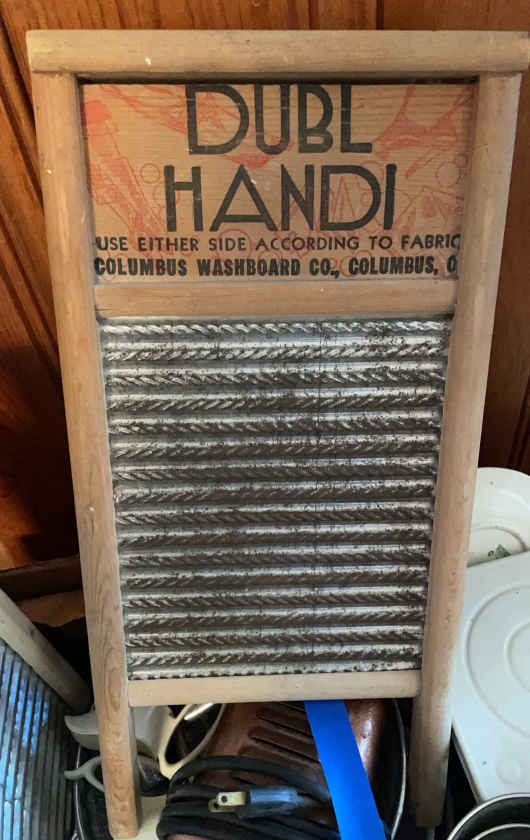 DUBL
HANDI
USE EITHER SIDE ACCORDING TO FABRIC
COLUMBUS WASHBOARD CO., COLUMBUS, O